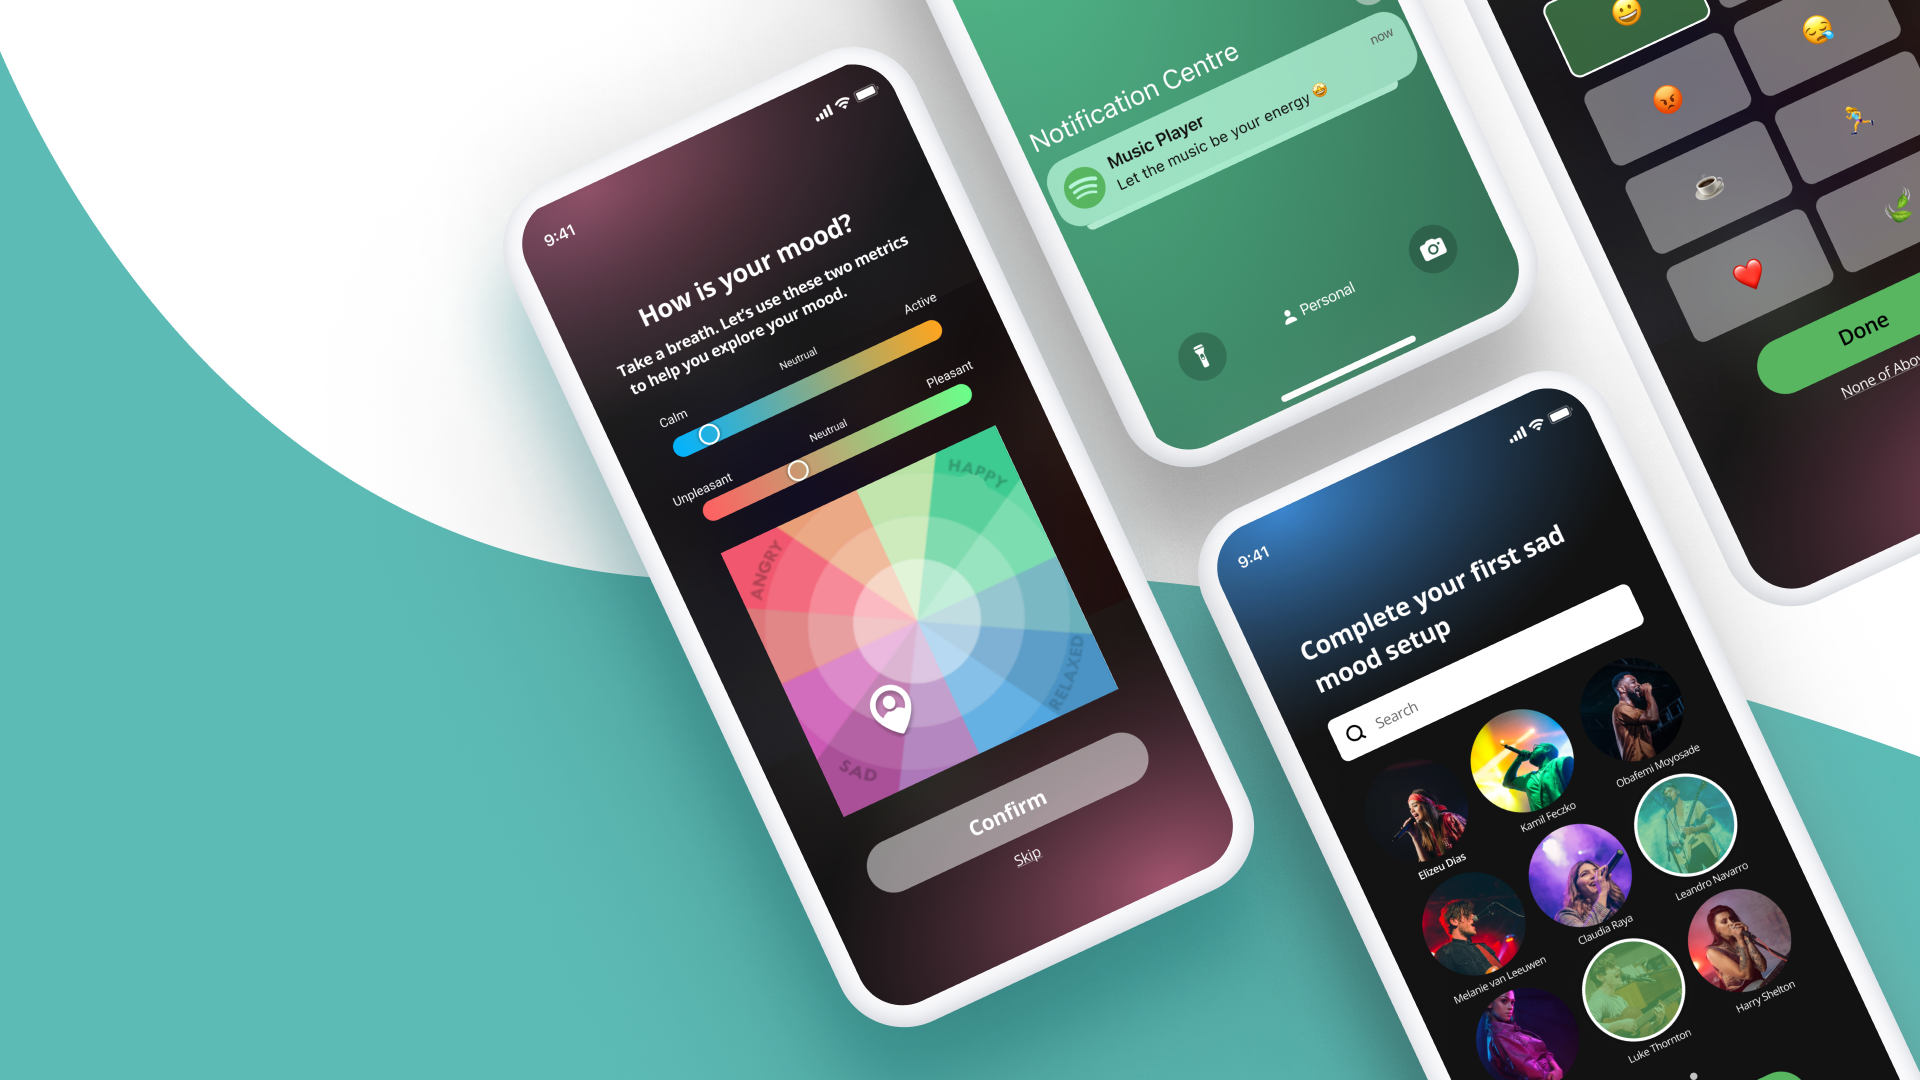 9:41
How is your mood?
Take a breath. Let's use these two metrics
to help you explore your mood.
Active
Neutrual
Calm
Pleasant
Neutrual
Unpleasant
HAPPY
ANGRY
RELAXED
SAD
Confirm
Skip
Notification Centre
now
Music Player
Let the music be your energy 🤩
Personal
Done
9:41
Complete your first sad
mood setup
Search
Obafemi Moyosade
Kamil Feczko
Elizeu Dias
Leandro Navarro
Claudia Raya
Melanie van Leeuwen
Harry Shelton
Luke Thornton
None of